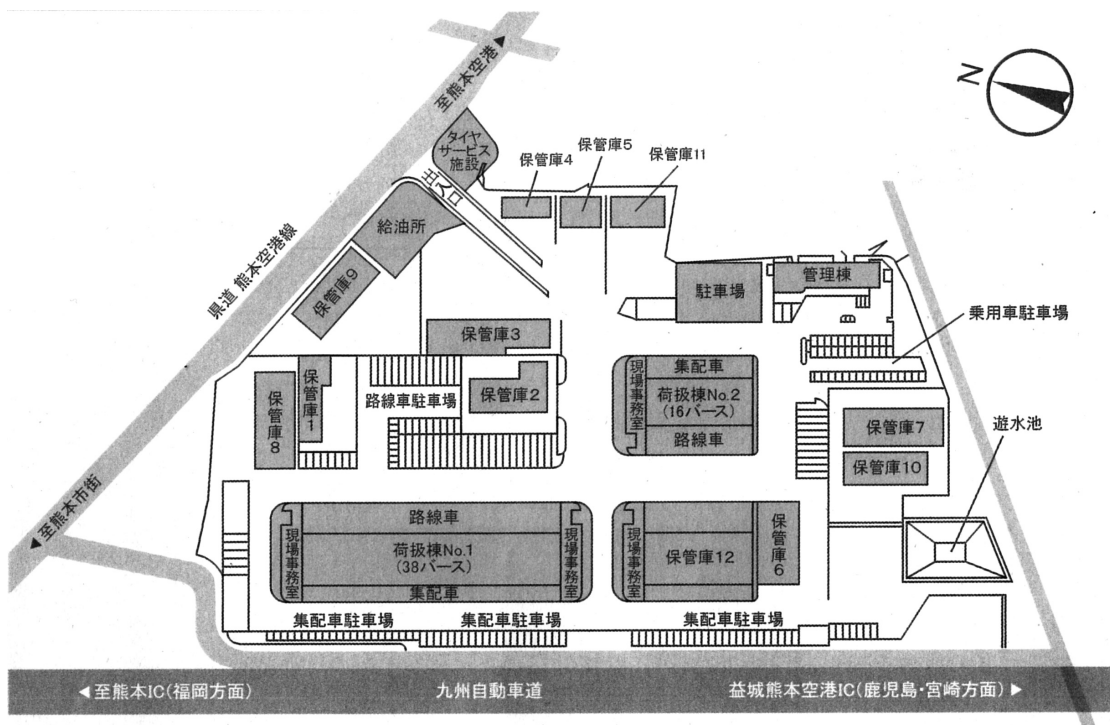 至熊本空港
N
タイヤ
サービス
施設
保管庫4
保管庫5
保管庫11
出入口
給油所
県道 熊本空港線
保管庫9
駐車場
管理棟
乗用車駐車場
保管庫3
保管庫1
保管庫8
路線車駐車場
保管庫2
現場事務室
集配車
荷扱棟No.2
(16バース)
路線車
保管庫7
保管庫10
遊水池
至熊本市街
現場事務室
路線車
荷扱棟No.1
(38バース)
集配車
現場事務室
現場事務室
保管庫12
保管庫6
集配車駐車場
集配車駐車場
集配車駐車場
◀至熊本IC(福岡方面)
九州自動車道
益城熊本空港IC(鹿児島・宮崎方面)▶